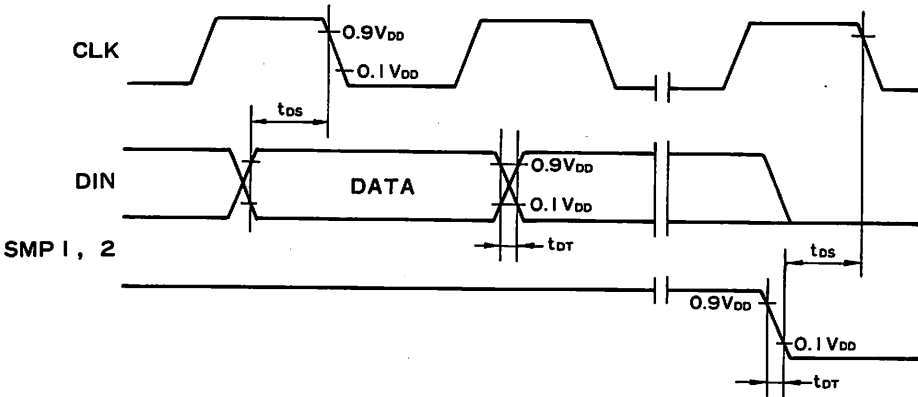 CLK
0.9VDD
0.1VDD
tDS
DIN
DATA
0.9VDD
0.1VDD
tDT
SMP1, 2
tDS
0.9VDD
0.1VDD
tDT